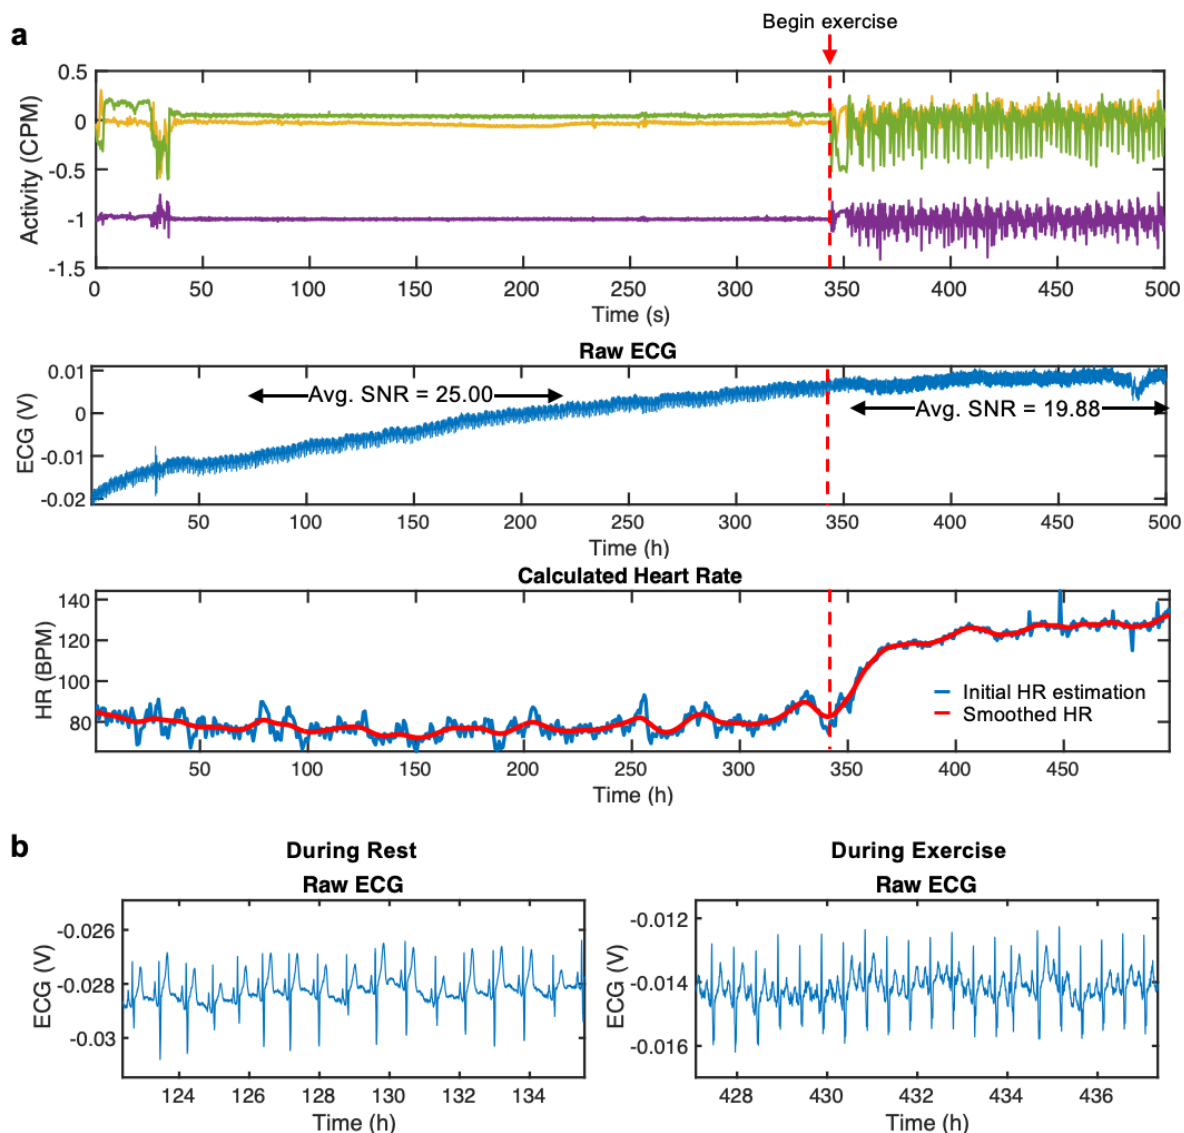 a
Begin exercise
Activity (CPM)
0.5
0
-0.5
-1
-1.5
0 50 100 150 200 250 300 350 400 450 500
Time (s)
Raw ECG
ECG (V)
0.01
0
-0.01
-0.02
Avg. SNR = 25.00
Avg. SNR = 19.88
50 100 150 200 250 300 350 400 450 500
Time (h)
Calculated Heart Rate
HR (BPM)
140
120
100
80
Initial HR estimation
Smoothed HR
50 100 150 200 250 300 350 400 450
Time (h)
b
During Rest
Raw ECG
ECG (V)
-0.026
-0.028
-0.03
124 126 128 130 132 134
Time (h)
During Exercise
Raw ECG
ECG (V)
-0.012
-0.014
-0.016
428 430 432 434 436
Time (h)